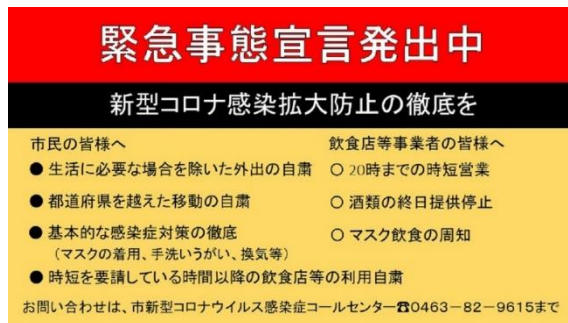 緊急事態宣言発出中
新型コロナ感染拡大防止の徹底を
市民の皆様へ
● 生活に必要な場合を除いた外出の自粛
● 都道府県を越えた移動の自粛
● 基本的な感染症対策の徹底
（マスクの着用、手洗いうがい、換気等）
● 時短を要請している時間以降の飲食店等の利用自粛
飲食店等事業者の皆様へ
○ 20時までの時短営業
○ 酒類の終日提供停止
○ マスク飲食の周知
お問い合わせは、市新型コロナウイルス感染症コールセンター☎0463－82－9615まで